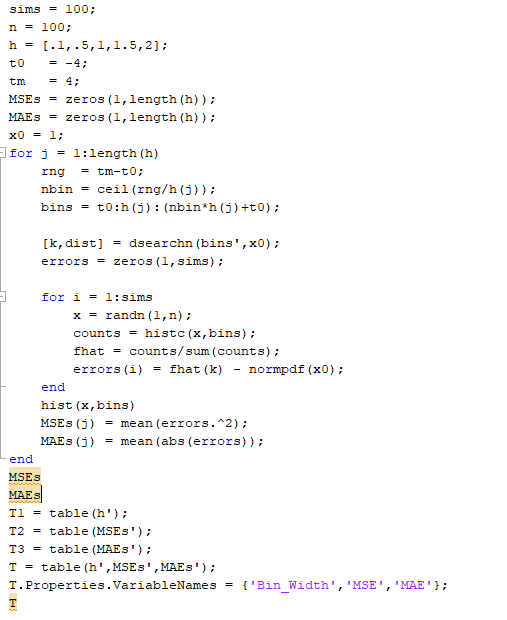 sims = 100;
n = 100;
h = [.1,.5,1,1.5,2];
t0   = -4;
tm   = 4;
MSEs = zeros(1,length(h));
MAEs = zeros(1,length(h));
x0 = 1;
for j = 1:length(h)
    rng  = tm-t0;
    nbin = ceil(rng/h(j));
    bins = t0:h(j):(nbin*h(j)+t0);

    [k,dist] = dsearchn(bins',x0);
    errors = zeros(1,sims);

    for i = 1:sims
        x = randn(1,n);
        counts = histc(x,bins);
        fhat = counts/sum(counts);
        errors(i) = fhat(k) - normpdf(x0);
    end
    hist(x,bins)
    MSEs(j) = mean(errors.^2);
    MAEs(j) = mean(abs(errors));
end
MSEs
MAEs
T1 = table(h');
T2 = table(MSEs');
T3 = table(MAEs');
T = table(h',MSEs',MAEs');
T.Properties.VariableNames = {'Bin_Width','MSE','MAE'};
T